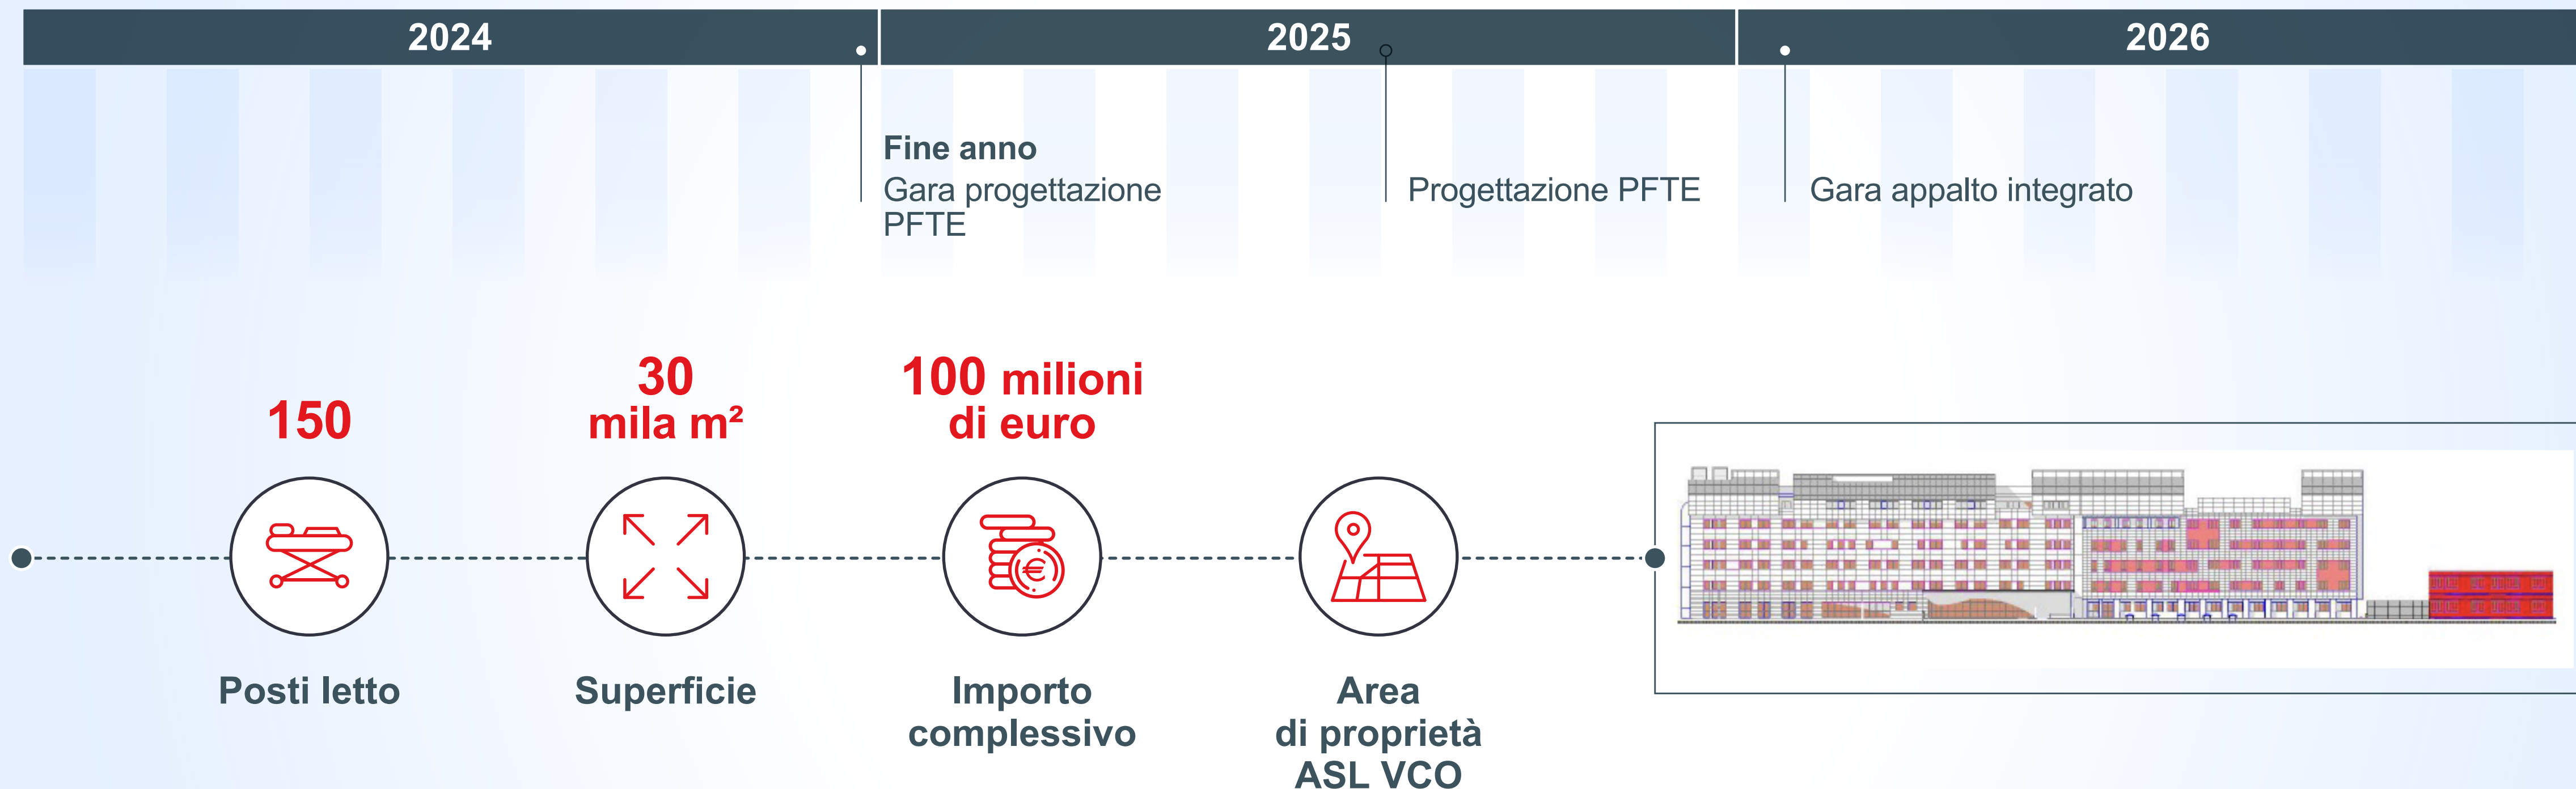 2024
2025
2026
Fine anno
Gara progettazione
PFTE
Progettazione PFTE
Gara appalto integrato
150
30
mila m²
100 milioni
di euro
Posti letto
Superficie
Importo
complessivo
Area
di proprietà
ASL VCO